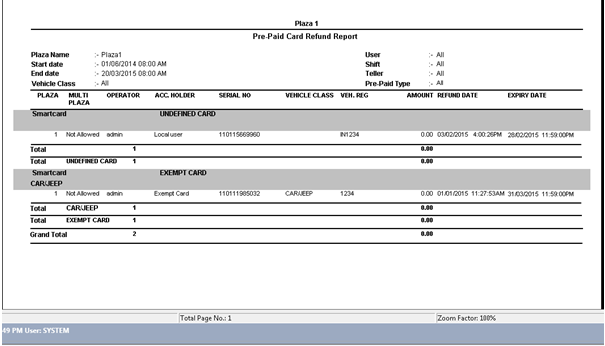 Plaza 1
Pre-Paid Card Refund Report
Plaza Name :- Plaza1 User :- All
Start date :- 01/06/2014 08:00 AM Shift :- All
End date :- 20/03/2015 08:00 AM Teller :- All
Vehicle Class :- All Pre-Paid Type :- All
PLAZA MULTI PLAZA OPERATOR ACC. HOLDER SERIAL NO VEHICLE CLASS VEH. REG AMOUNT REFUND DATE EXPIRY DATE
Smartcard UNDEFINED CARD
1 Not Allowed admin Local user 110115669960 IN1234 0.00 03/02/2015 4:00:26PM 28/02/2015 11:59:00PM
Total 1 0.00
Total UNDEFINED CARD 1 0.00
Smartcard EXEMPT CARD
CAR/JEEP
1 Not Allowed admin Exempt Card 110111985032 CAR/JEEP 1234 0.00 01/01/2015 11:27:53AM 31/03/2015 11:59:00PM
Total CAR/JEEP 1 0.00
Total EXEMPT CARD 1 0.00
Grand Total 2 0.00
Total Page No.: 1 Zoom Factor: 100%
49 PM User: SYSTEM